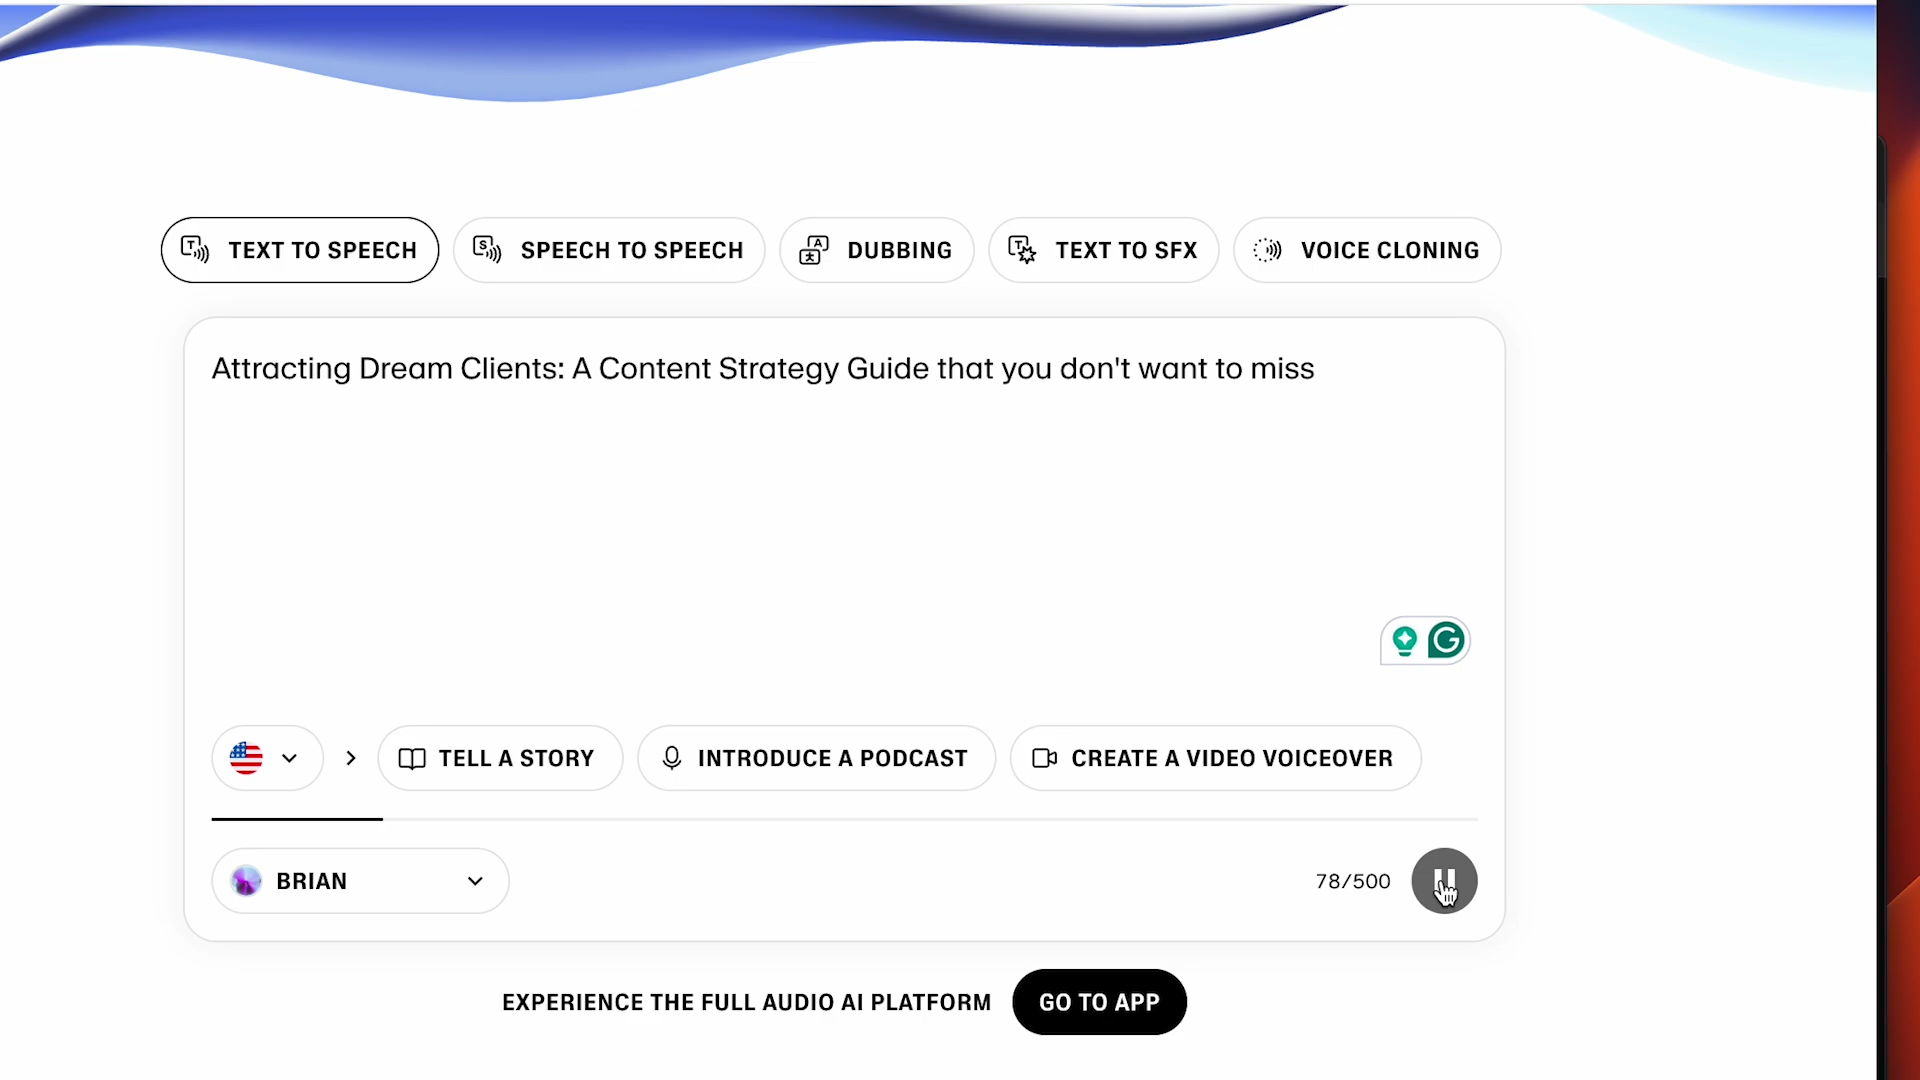 TEXT TO SPEECH
SPEECH TO SPEECH
DUBBING
TEXT TO SFX
VOICE CLONING
Attracting Dream Clients: A Content Strategy Guide that you don't want to miss
TELL A STORY
INTRODUCE A PODCAST
CREATE A VIDEO VOICEOVER
BRIAN
78/500
EXPERIENCE THE FULL AUDIO AI PLATFORM
GO TO APP